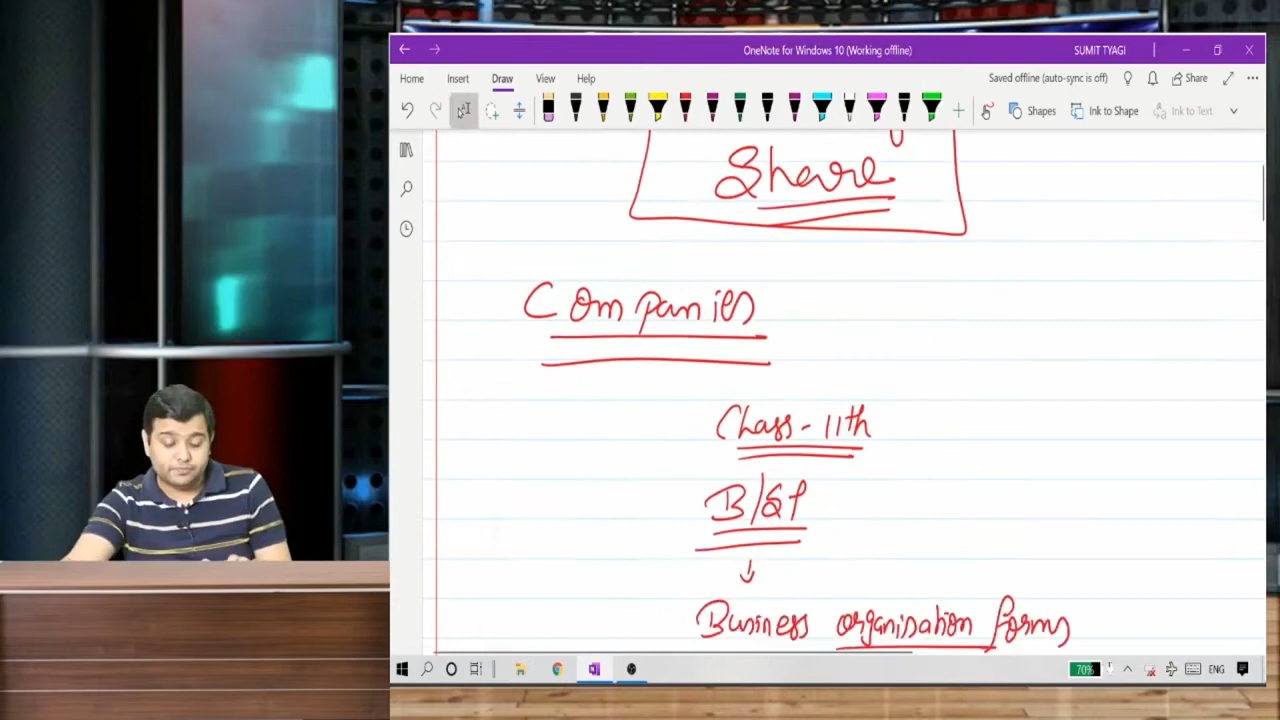 OneNote for Windows 10 (Working offline)
SUMIT TYAGI
Home Insert Draw View Help
Saved offline (auto-sync is off)
Share
Shapes
Ink to Shape
Ink to Text
Share
Companies
Class - 11th
B/St
Business organisation forms
70%
ENG